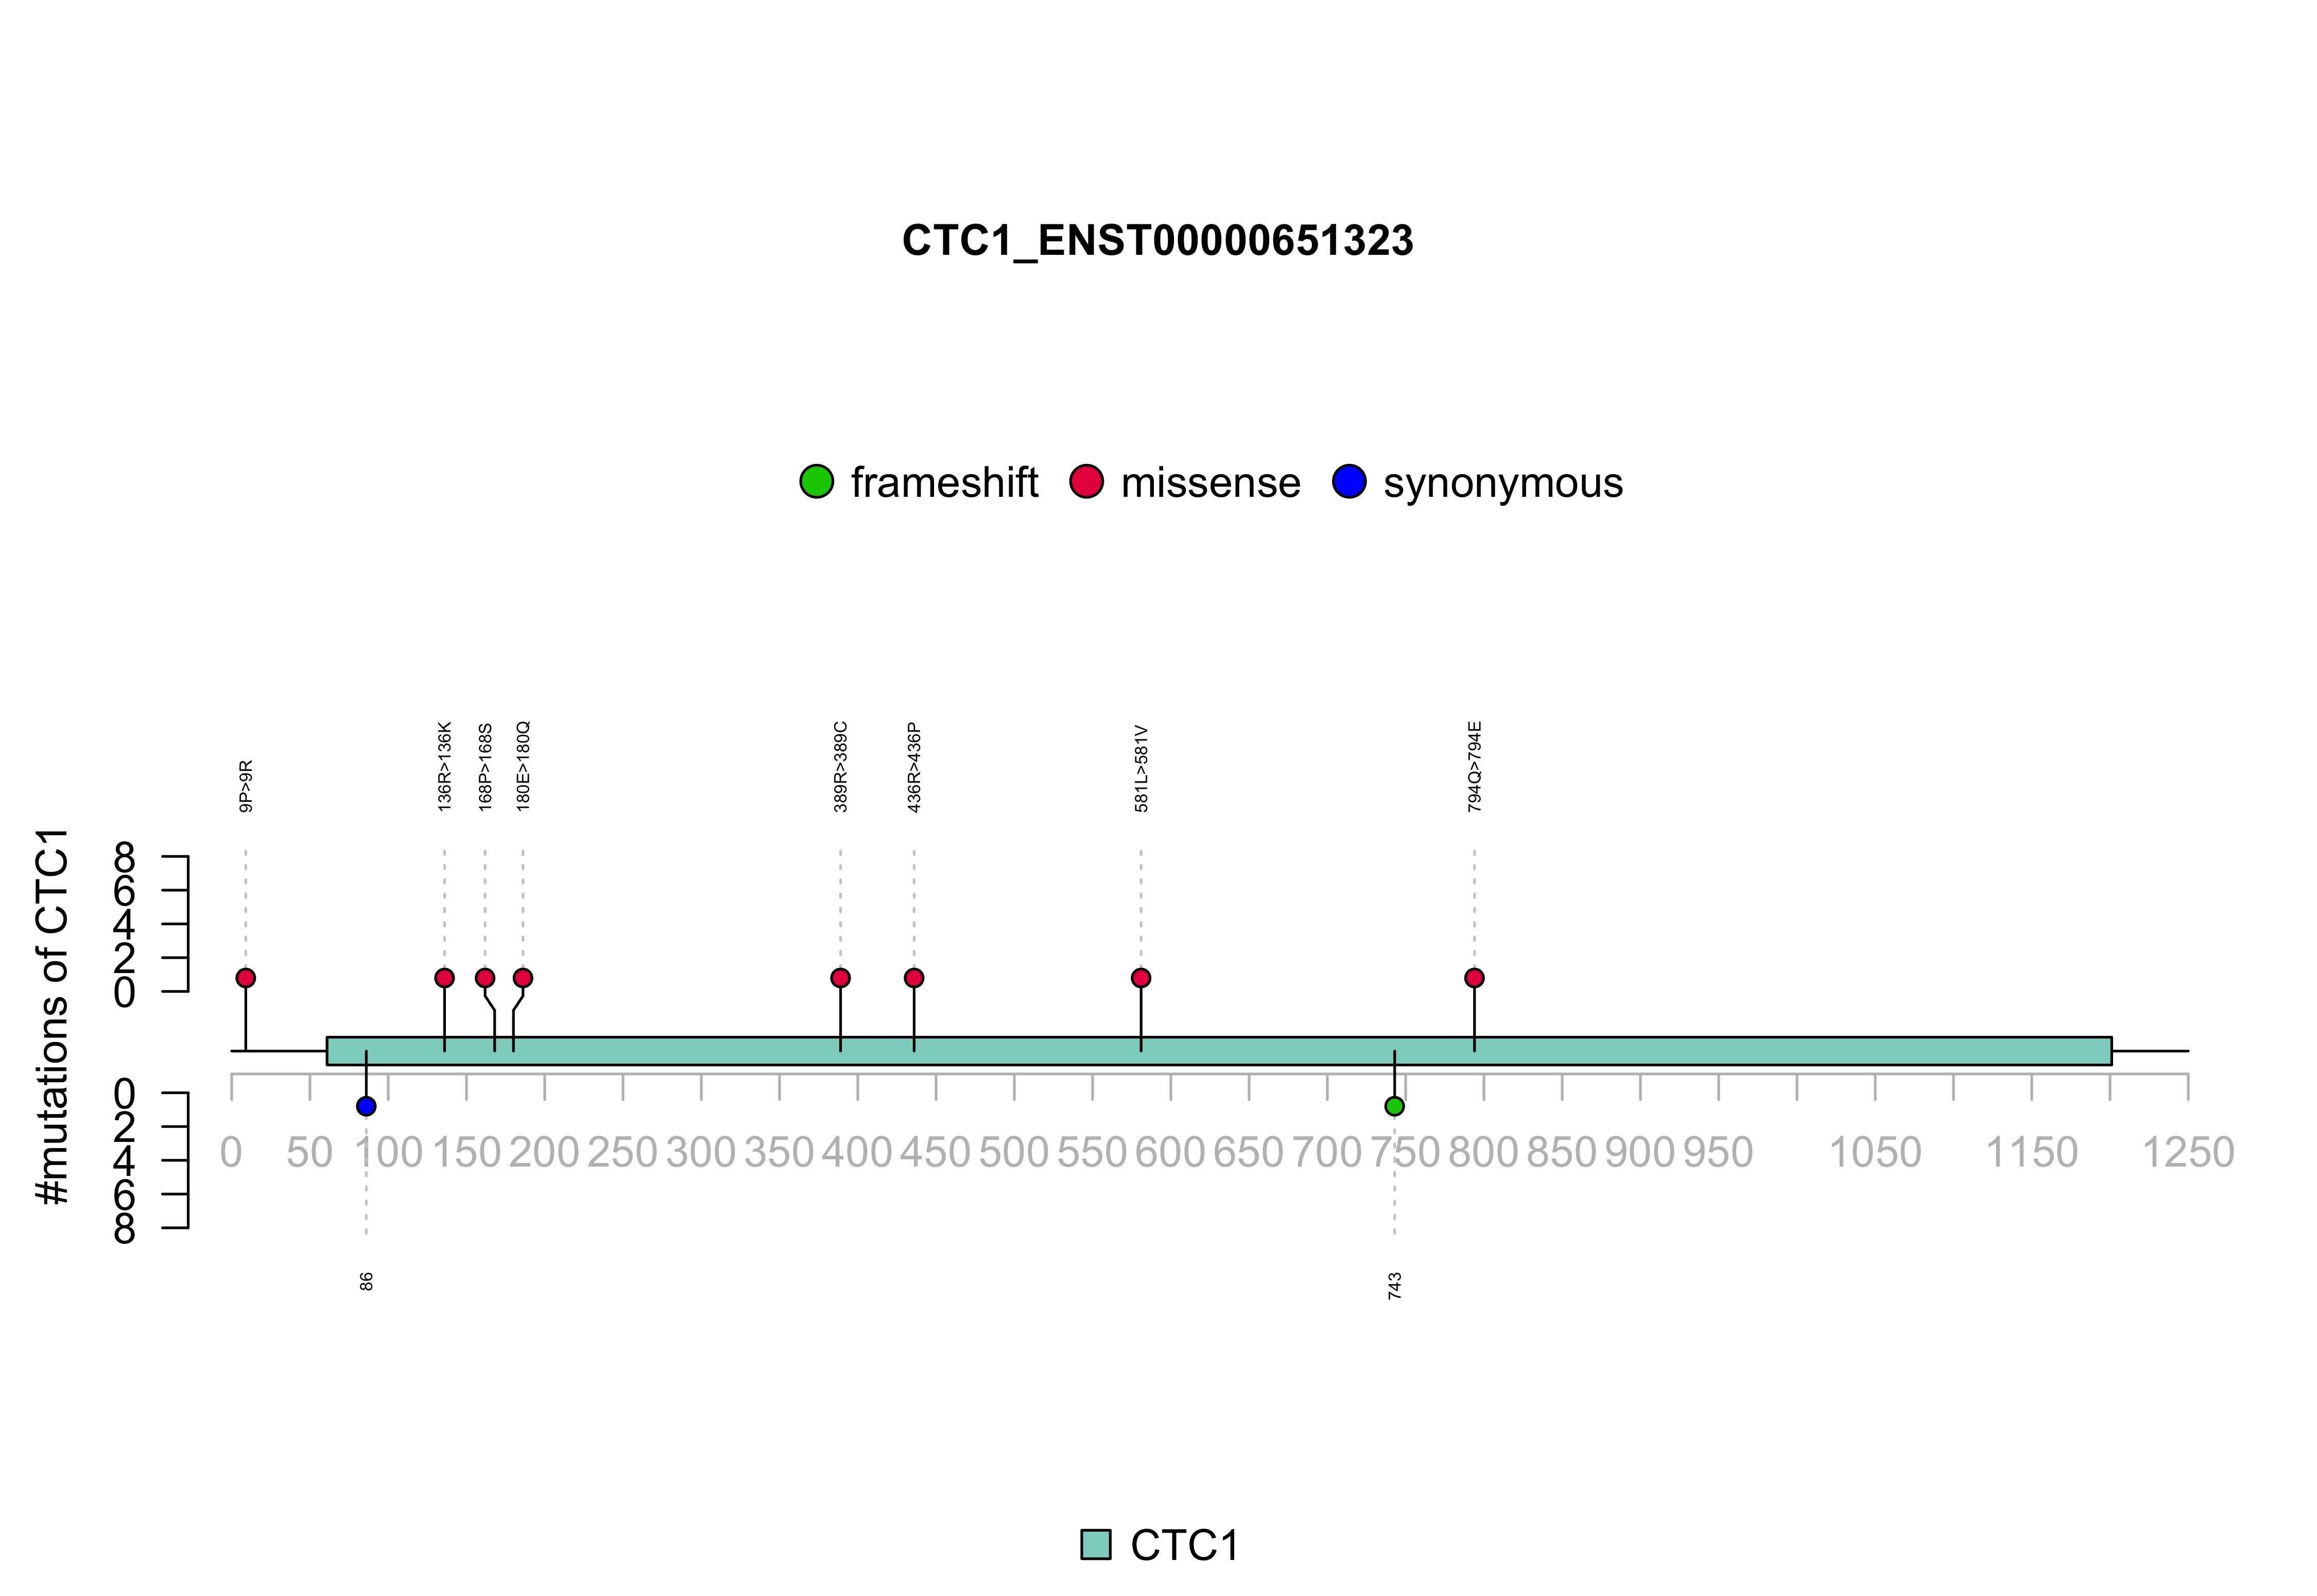 CTC1_ENST00000651323
frameshift missense synonymous
9P>9R
136R>136K
168P>168S
180E>180Q
389R>389C
436R>436P
581L>581V
794Q>794E
#mutations of CTC1
8
6
4
2
0
0
2
4
6
8
0 50 100 150 200 250 300 350 400 450 500 550 600 650 700 750 800 850 900 950 1050 1150 1250
86
743
CTC1